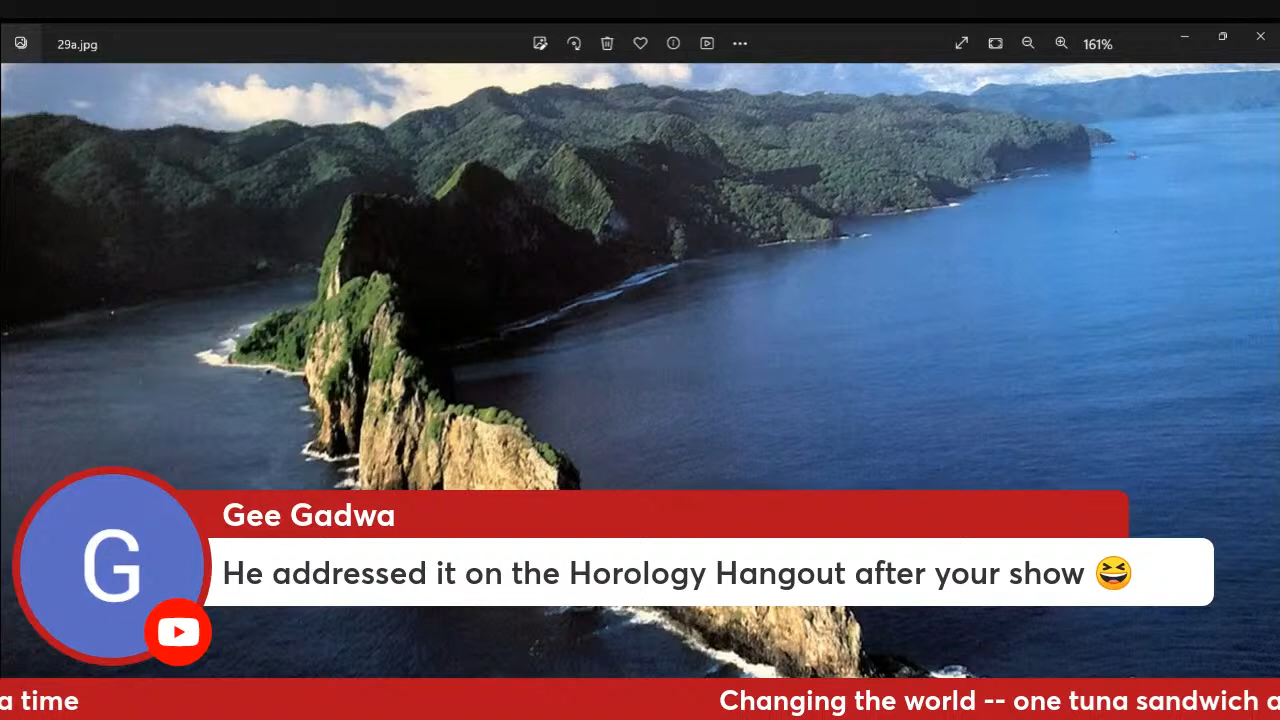 29a.jpg
161%
Gee Gadwa
G
He addressed it on the Horology Hangout after your show 😆
a time
Changing the world -- one tuna sandwich a